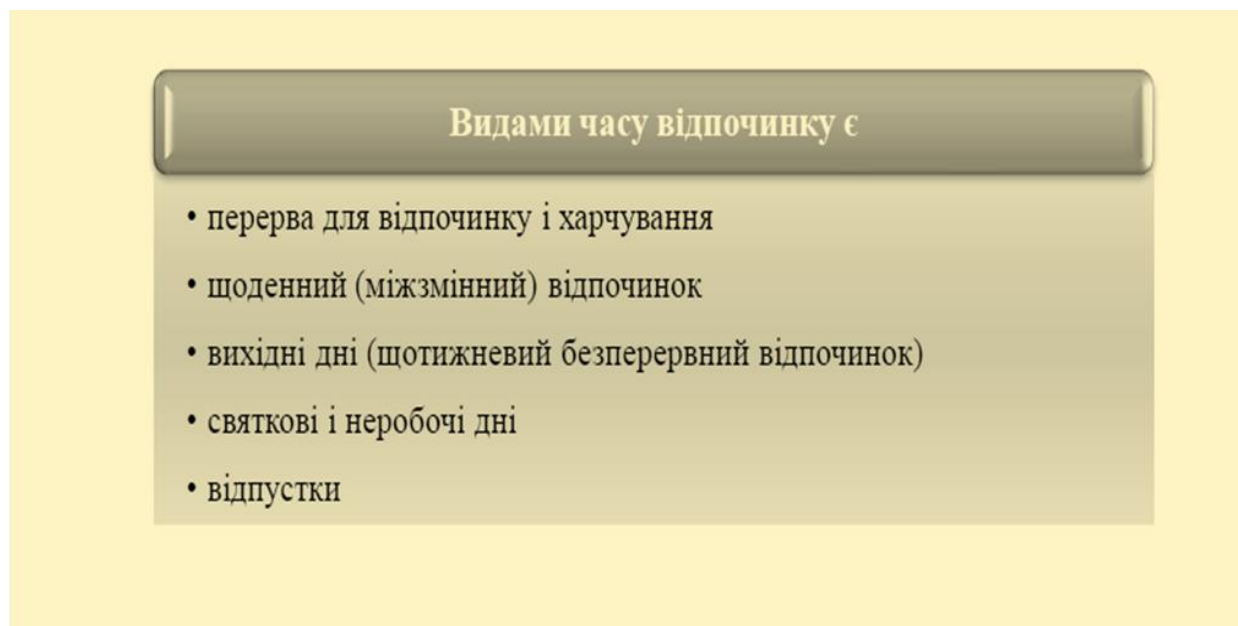 Видами часу відпочинку є
• перерва для відпочинку і харчування
• щоденний (міжзмінний) відпочинок
• вихідні дні (щотижневий безперервний відпочинок)
• святкові і неробочі дні
• відпустки